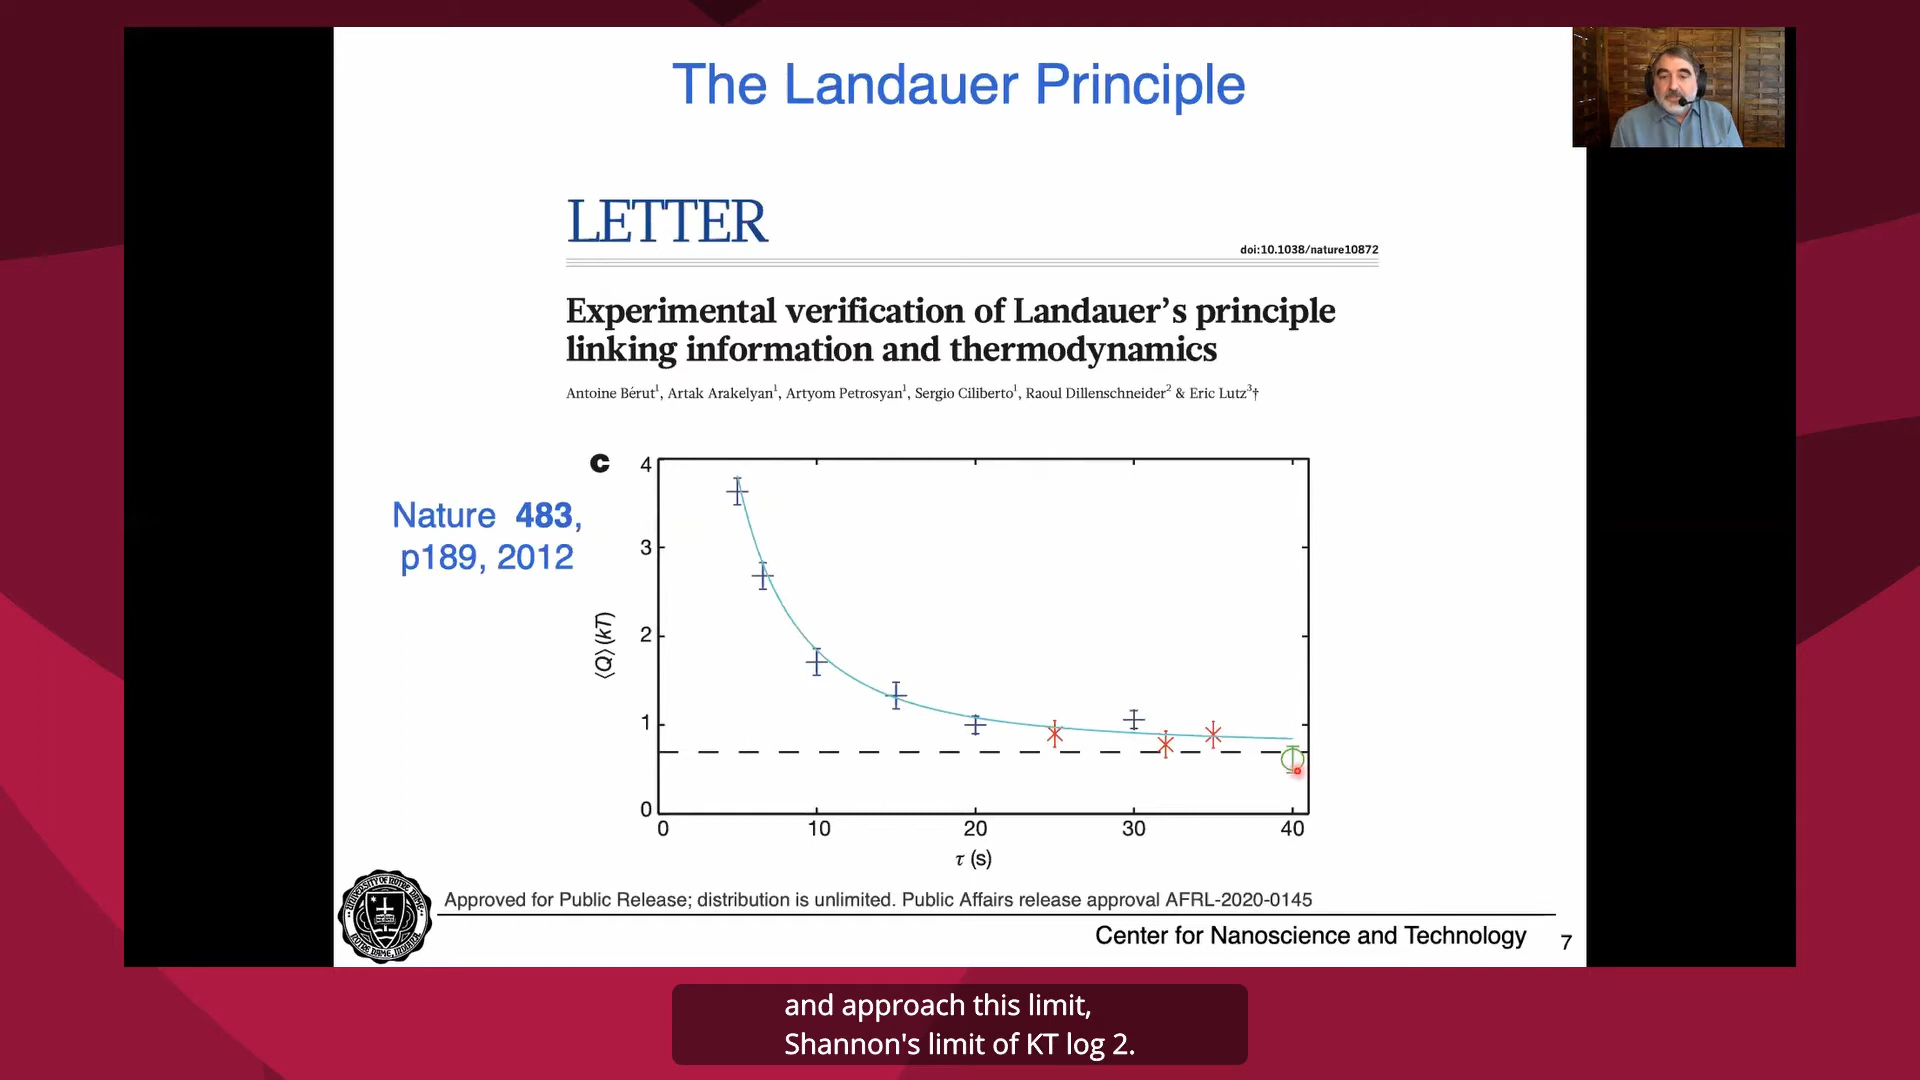 The Landauer Principle
LETTER
doi:10.1038/nature10872
Experimental verification of Landauer's principle
linking information and thermodynamics
Antoine Bérut1, Artak Arakelyan1, Artyom Petrosyan1, Sergio Ciliberto1, Raoul Dillenschneider2 & Eric Lutz3†
Nature 483,
p189, 2012
c
4
3
2
1
0
⟨Q⟩ (kT)
0 10 20 30 40
τ (s)
Approved for Public Release; distribution is unlimited. Public Affairs release approval AFRL-2020-0145
Center for Nanoscience and Technology
7
and approach this limit,
Shannon's limit of KT log 2.